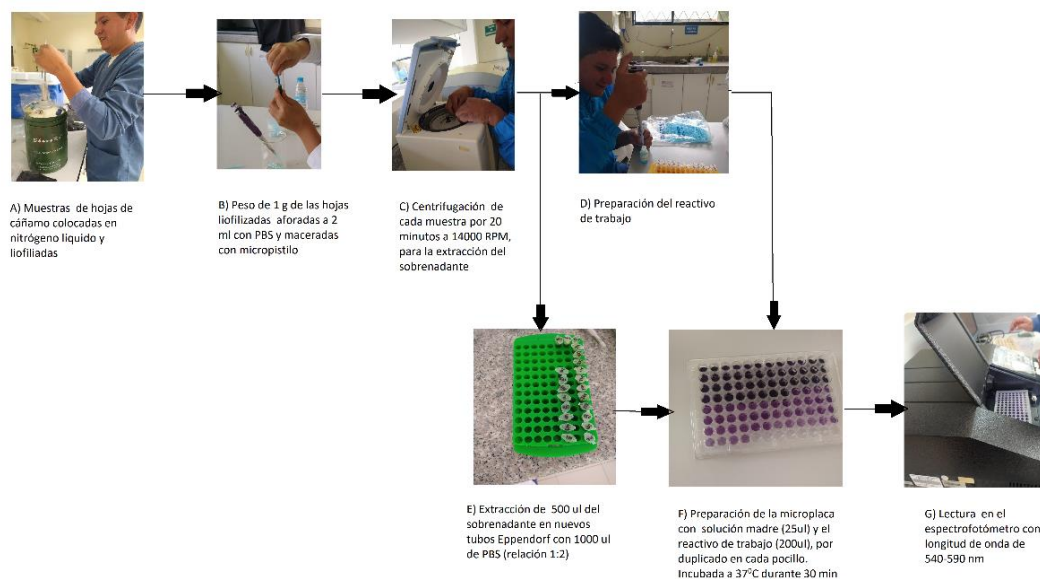 A) Muestras de hojas de
cáñamo colocadas en
nitrógeno líquido y
liofiliadas
B) Peso de 1 g de las hojas
liofilizadas aforadas a 2
ml con PBS y maceradas
con micropistilo
C) Centrifugación de
cada muestra por 20
minutos a 14000 RPM,
para la extracción del
sobrenadante
D) Preparación del reactivo
de trabajo
E) Extracción de 500 ul del
sobrenadante en nuevos
tubos Eppendorf con 1000 ul
de PBS (relación 1:2)
F) Preparación de la microplaca
con solución madre (25ul) y el
reactivo de trabajo (200ul), por
duplicado en cada pocillo.
Incubada a 37⁰C durante 30 min
G) Lectura en el
espectrofotómetro con
longitud de onda de
540-590 nm